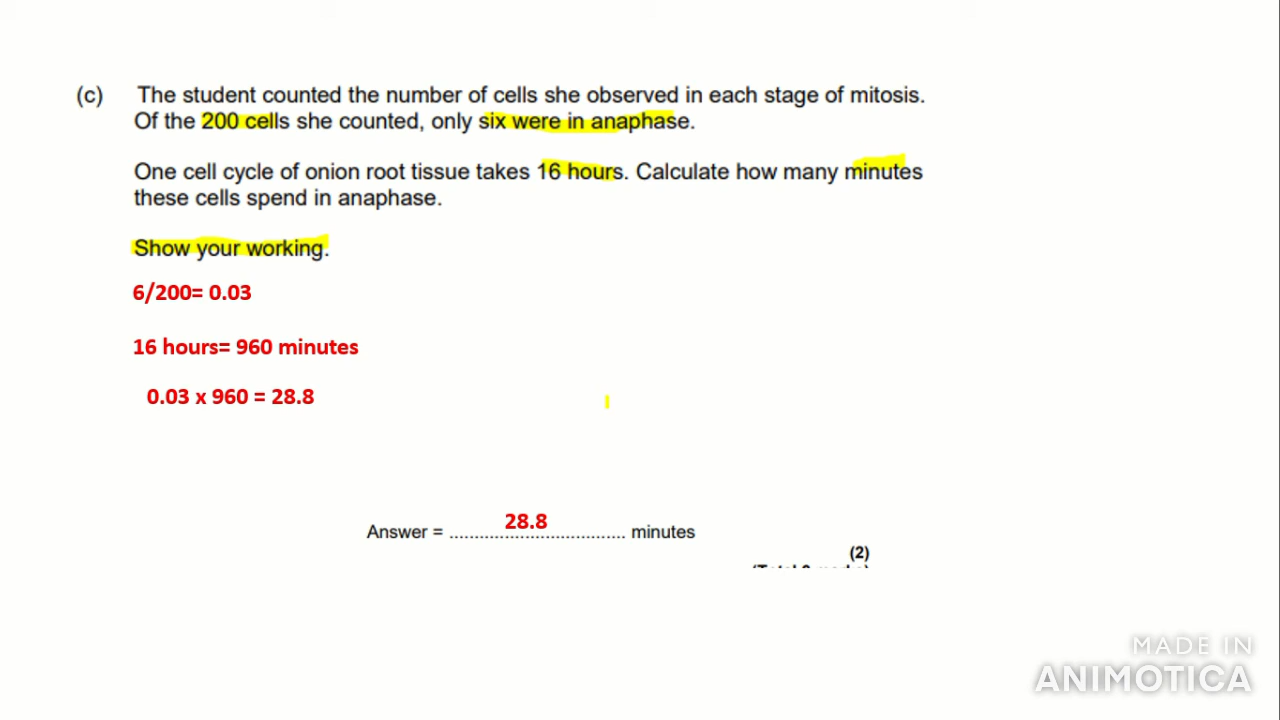 (c) The student counted the number of cells she observed in each stage of mitosis.
Of the 200 cells she counted, only six were in anaphase.
One cell cycle of onion root tissue takes 16 hours. Calculate how many minutes
these cells spend in anaphase.
Show your working.
6/200= 0.03
16 hours= 960 minutes
0.03 x 960 = 28.8
28.8
Answer = .................................... minutes
(2)
MADE IN
ANIMOTICA